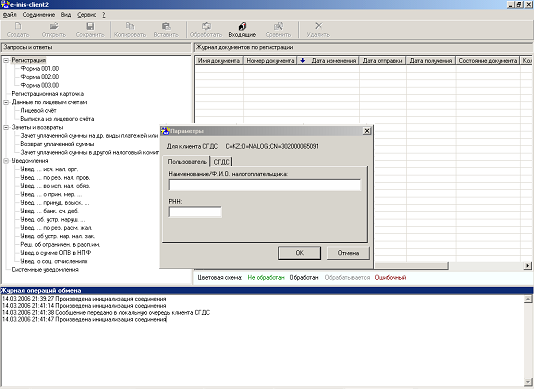 e-inis-client2
Файл Соединение Вид Сервис ?
Создать Открыть Сохранить Копировать Вставить Обработать Входящие Сравнить Удалить
Запросы и ответы
Регистрация
Форма 001.00
Форма 002.00
Форма 003.00
Регистрационная карточка
Данные по лицевым счетам
Лицевой счёт
Выписка из лицевого счёта
Зачеты и возвраты
Зачет уплаченной суммы на др. виды платежей или
Возврат уплаченной суммы
Зачет уплаченной суммы в другой налоговый комит
Уведомления
Увед. ... исч. нал. орг.
Увед. ... по рез. нал. пров.
Увед. ... во исп. нал. обяз.
Увед. ... о прин. мер. ...
Увед. ... принуд. взыск. ...
Увед. ... банк. сч. деб.
Увед. об. устр. наруш. ...
Увед. ... по рез. расм. жал.
Увед. об устр. нар. нал. зак.
Реш. об ограничен. в расп.им.
Увед о сумме ОПВ в НПФ
Увед. о соц. отчислениях
Системные уведомления
Журнал документов по регистрации
Имя документа Номер документа Дата изменения Дата отправки Дата получения Состояние документа Кол
Параметры
Для клиента СГДС C=KZ,O=NALOG,CN=302000065091
Пользователь СГДС
Наименование/Ф.И.О. налогоплательщика:
РНН:
OK Отмена
Цветовая схема: Не обработан Обработан Обрабатывается Ошибочный
Журнал операций обмена
14.03.2006 21:39:27 Произведена инициализация соединения
14.03.2006 21:41:14 Произведена инициализация соединения
14.03.2006 21:41:38 Сообщение передано в локальную очередь клиента СГДС
14.03.2006 21:41:47 Произведена инициализация соединения